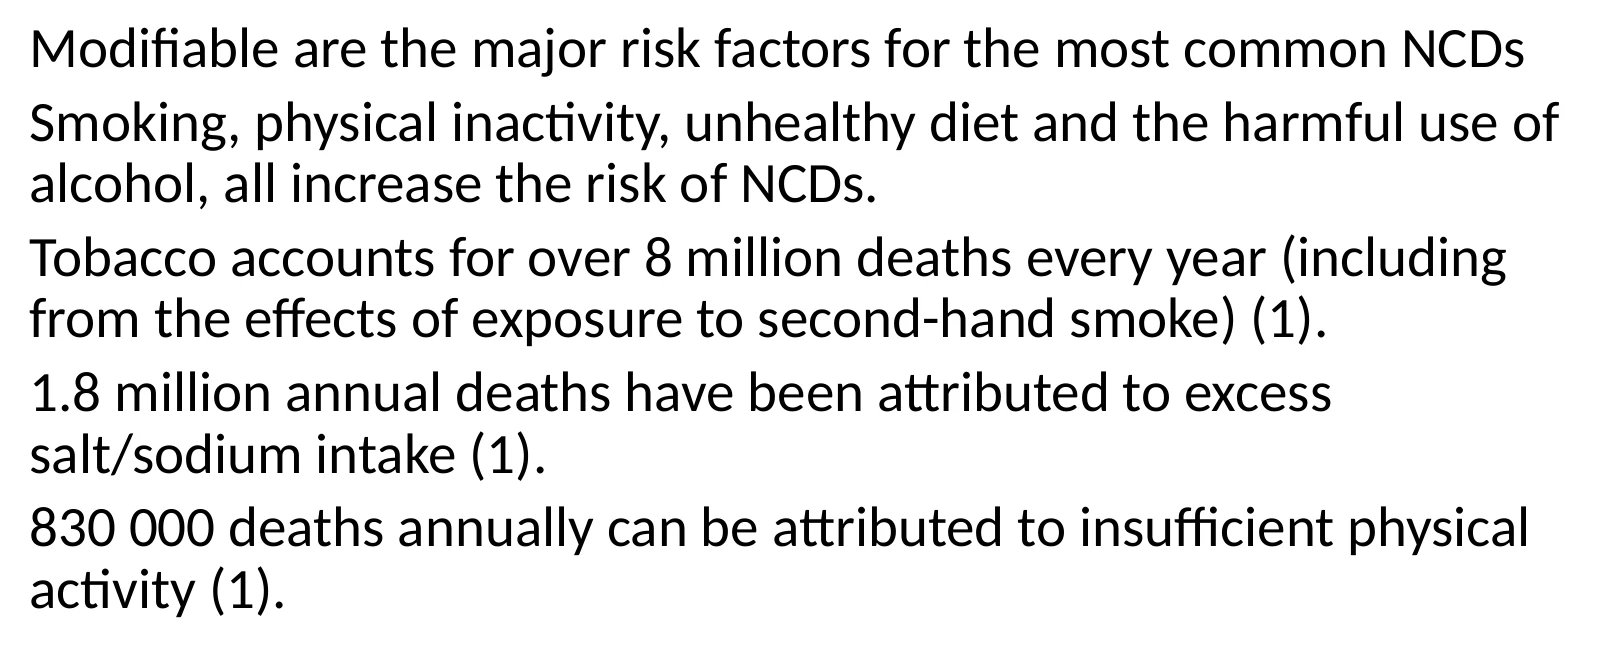 Modifiable are the major risk factors for the most common NCDs
Smoking, physical inactivity, unhealthy diet and the harmful use of
alcohol, all increase the risk of NCDs.
Tobacco accounts for over 8 million deaths every year (including
from the effects of exposure to second-hand smoke) (1).
1.8 million annual deaths have been attributed to excess
salt/sodium intake (1).
830 000 deaths annually can be attributed to insufficient physical
activity (1).